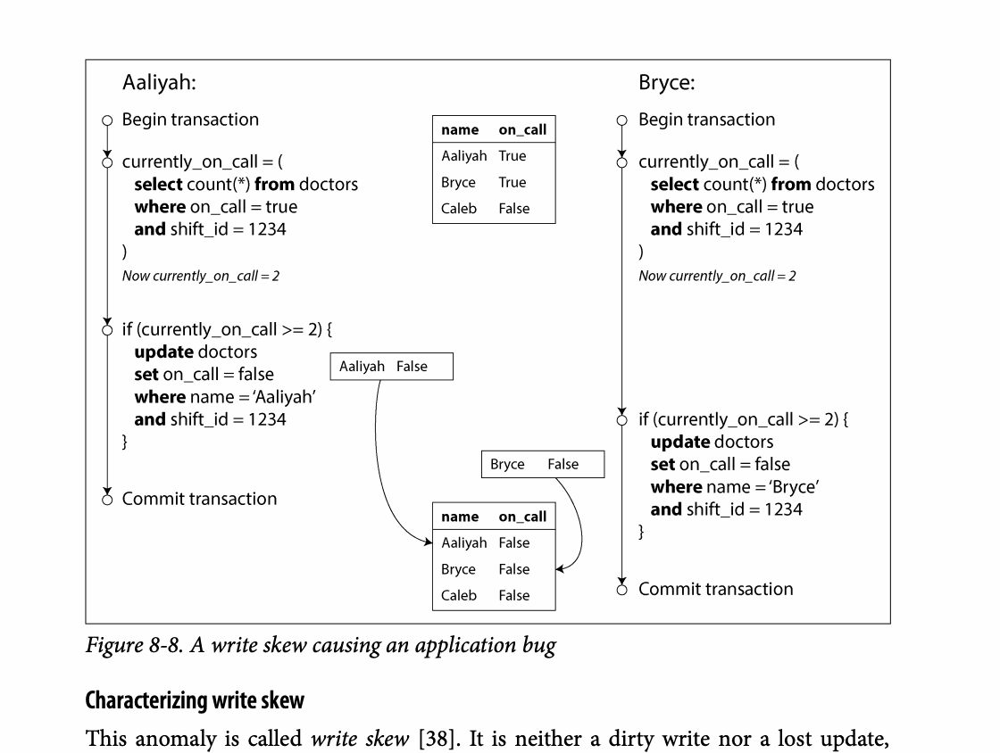 Aaliyah:
Begin transaction
currently_on_call = (
select count(*) from doctors
where on_call = true
and shift_id = 1234
)
Now currently_on_call = 2
if (currently_on_call >= 2) {
update doctors
set on_call = false
where name = ‘Aaliyah’
and shift_id = 1234
}
Commit transaction
name on_call
Aaliyah True
Bryce True
Caleb False
Aaliyah False
Bryce False
name on_call
Aaliyah False
Bryce False
Caleb False
Bryce:
Begin transaction
currently_on_call = (
select count(*) from doctors
where on_call = true
and shift_id = 1234
)
Now currently_on_call = 2
if (currently_on_call >= 2) {
update doctors
set on_call = false
where name = ‘Bryce’
and shift_id = 1234
}
Commit transaction
Figure 8-8. A write skew causing an application bug
Characterizing write skew
This anomaly is called write skew [38]. It is neither a dirty write nor a lost update,